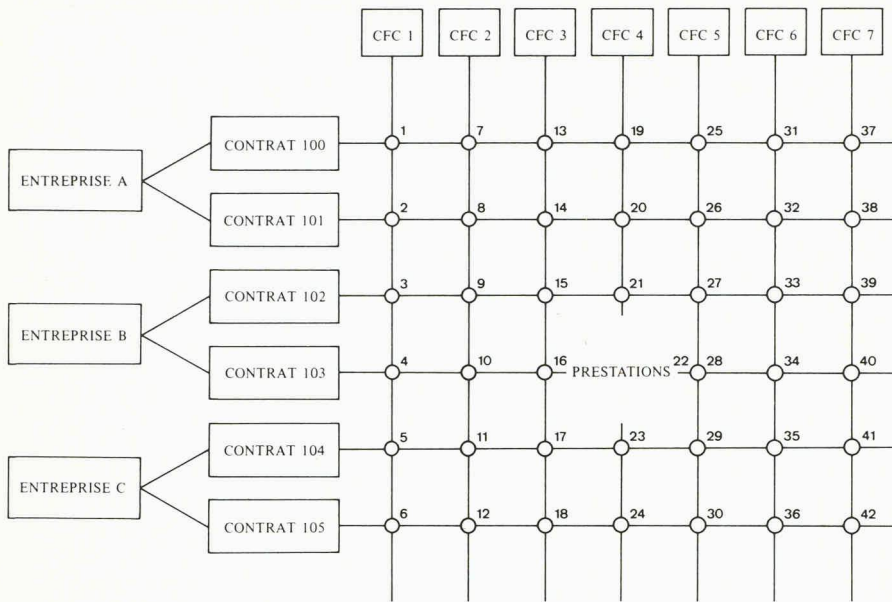 CFC 1 CFC 2 CFC 3 CFC 4 CFC 5 CFC 6 CFC 7
1 7 13 19 25 31 37
CONTRAT 100
ENTREPRISE A
2 8 14 20 26 32 38
CONTRAT 101
3 9 15 21 27 33 39
CONTRAT 102
ENTREPRISE B
4 10 16 22 28 34 40
CONTRAT 103 PRESTATIONS
5 11 17 23 29 35 41
CONTRAT 104
ENTREPRISE C
6 12 18 24 30 36 42
CONTRAT 105